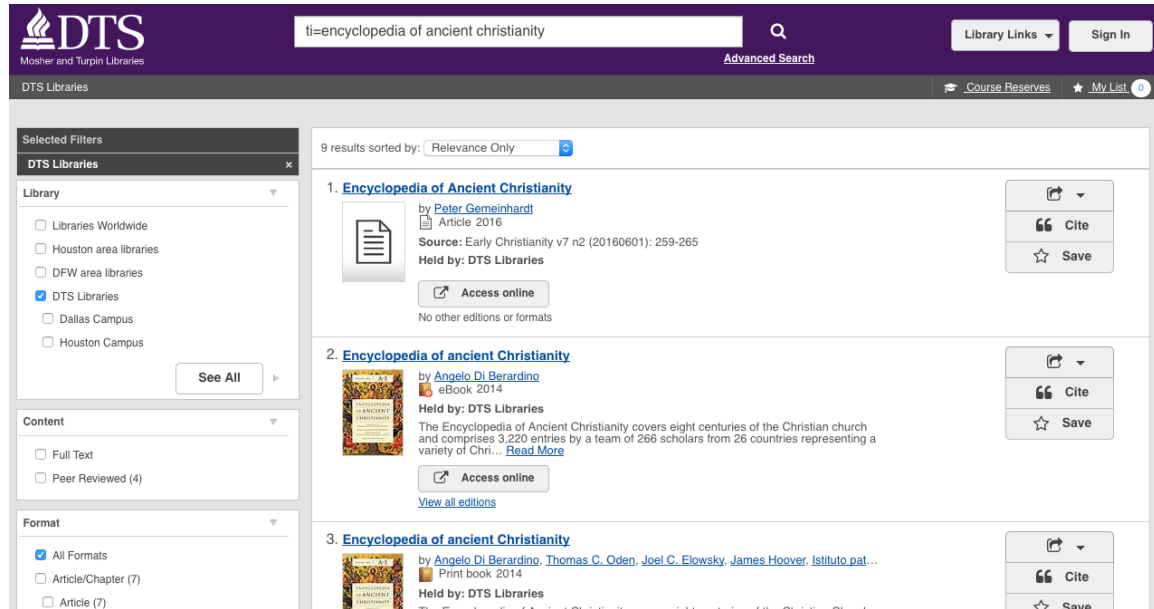 DTS
Mosher and Turpin Libraries
ti=encyclopedia of ancient christianity
Advanced Search
Library Links
Sign In
DTS Libraries
Course Reserves
My List 0
Selected Filters
DTS Libraries ×
Library
Libraries Worldwide
Houston area libraries
DFW area libraries
DTS Libraries
Dallas Campus
Houston Campus
See All
Content
Full Text
Peer Reviewed (4)
Format
All Formats
Article/Chapter (7)
Article (7)
9 results sorted by: Relevance Only
1. Encyclopedia of Ancient Christianity
by Peter Gemeinhardt
Article 2016
Source: Early Christianity v7 n2 (20160601): 259-265
Held by: DTS Libraries
Access online
No other editions or formats
Cite
Save
2. Encyclopedia of ancient Christianity
by Angelo Di Berardino
eBook 2014
Held by: DTS Libraries
The Encyclopedia of Ancient Christianity covers eight centuries of the Christian church
and comprises 3,220 entries by a team of 266 scholars from 26 countries representing a
variety of Chri... Read More
Access online
View all editions
Cite
Save
3. Encyclopedia of ancient Christianity
by Angelo Di Berardino, Thomas C. Oden, Joel C. Elowsky, James Hoover, Istituto pat...
Print book 2014
Held by: DTS Libraries
Cite
Save